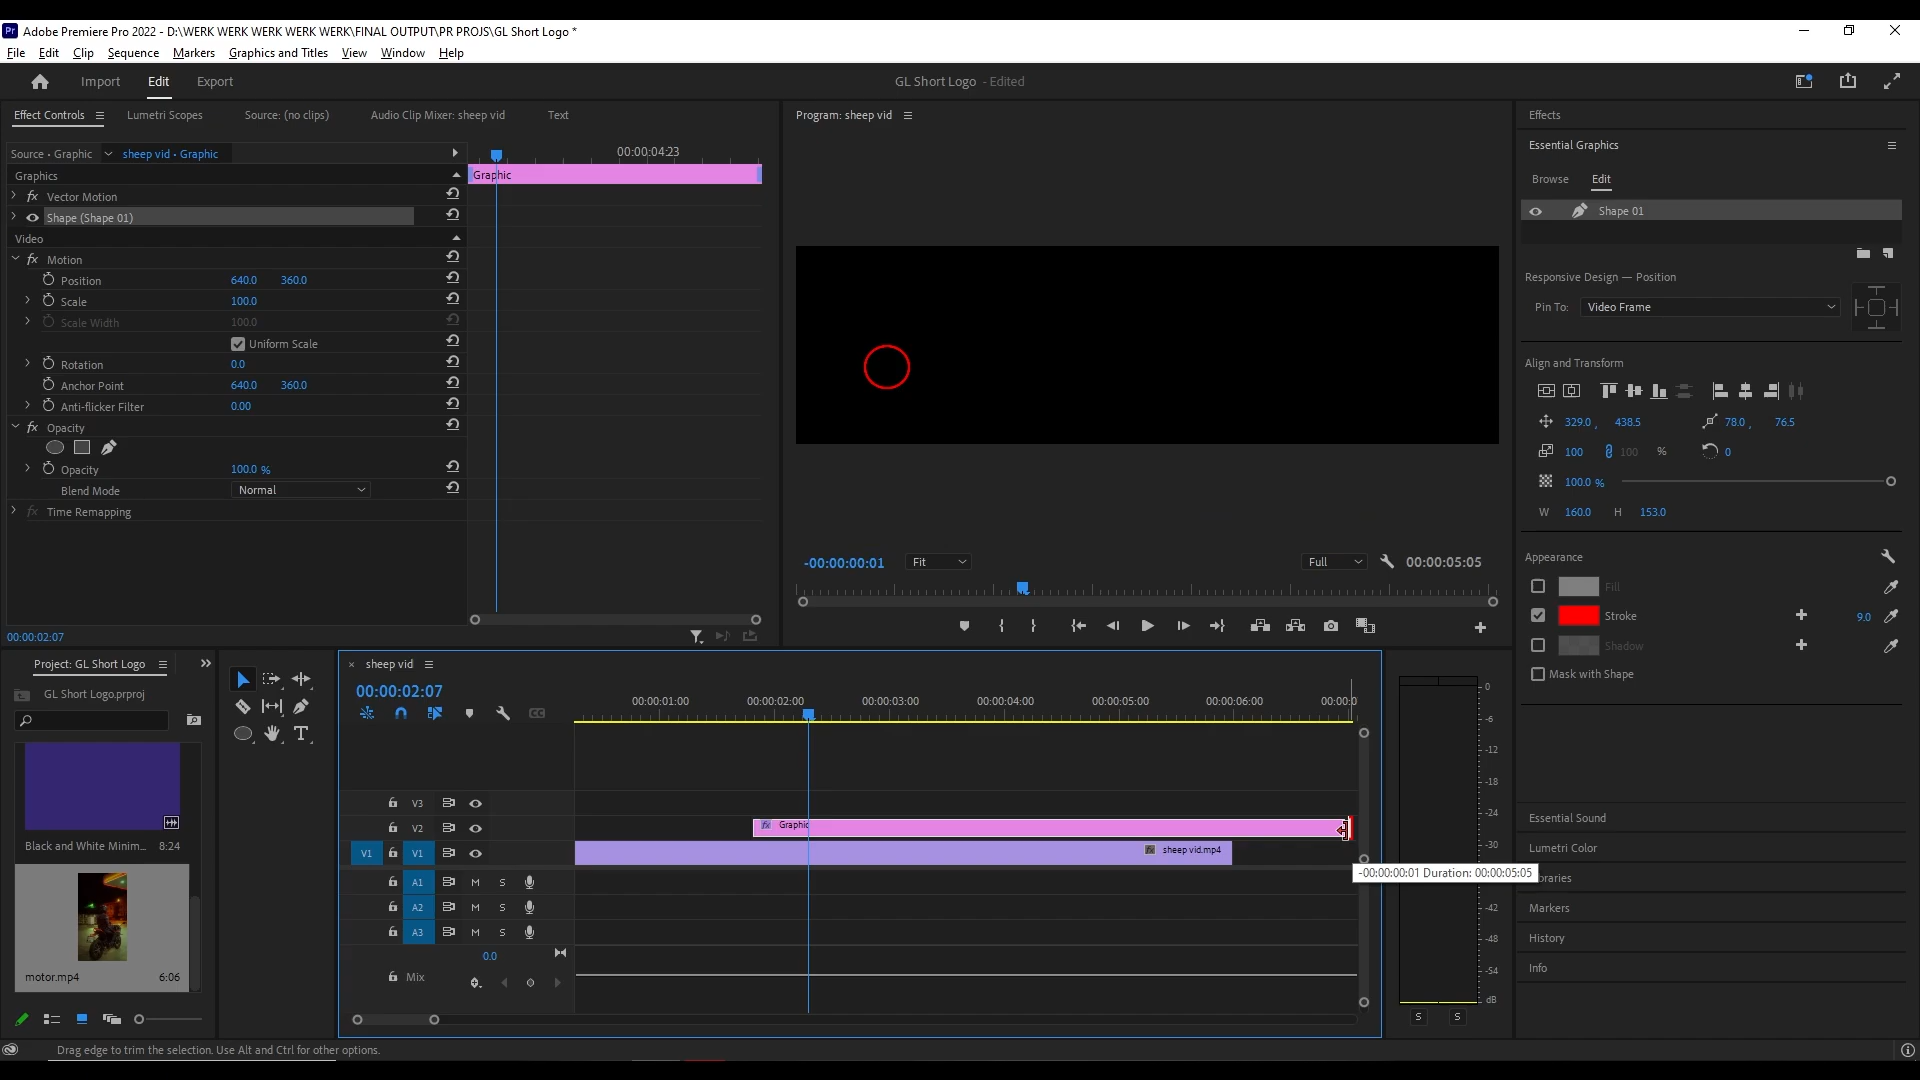 Pr Adobe Premiere Pro 2022 - D:\WERK WERK WERK WERK WERK\FINAL OUTPUT\PR PROJS\GL Short Logo *
File Edit Clip Sequence Markers Graphics and Titles View Window Help
Import Edit Export GL Short Logo - Edited
Effect Controls Lumetri Scopes Source: (no clips) Audio Clip Mixer: sheep vid Text
Source • Graphic sheep vid • Graphic 00:00:04:23
Graphics
Graphic
fx Vector Motion
Shape (Shape 01)
Video
fx Motion
Position 640.0 360.0
Scale 100.0
Scale Width 100.0
Uniform Scale
Rotation 0.0
Anchor Point 640.0 360.0
Anti-flicker Filter 0.00
fx Opacity
Opacity 100.0 %
Blend Mode Normal
fx Time Remapping
00:00:02:07
Program: sheep vid
-00:00:00:01 Fit Full 00:00:05:05
Effects
Essential Graphics
Browse Edit
Shape 01
Responsive Design — Position
Pin To: Video Frame
Align and Transform
329.0 , 438.5 78.0 , 76.5
100 100 % 0
100.0 %
W 160.0 H 153.0
Appearance
Fill
Stroke 9.0
Shadow
Mask with Shape
Essential Sound
Lumetri Color
braries
Markers
History
Info
Project: GL Short Logo
GL Short Logo.prproj
Black and White Minim... 8:24
motor.mp4 6:06
T
× sheep vid
00:00:02:07
00:00:01:00 00:00:02:00 00:00:03:00 00:00:04:00 00:00:05:00 00:00:06:00 00:00:0
CC
V3
V2 fx Graphic
V1 V1 fx sheep vid.mp4
A1 M S
A2 M S
A3 M S
0.0
Mix
-00:00:00:01 Duration: 00:00:05:05
0
-6
-12
-18
-24
-30
-42
-48
-54
dB
S S
Drag edge to trim the selection. Use Alt and Ctrl for other options.